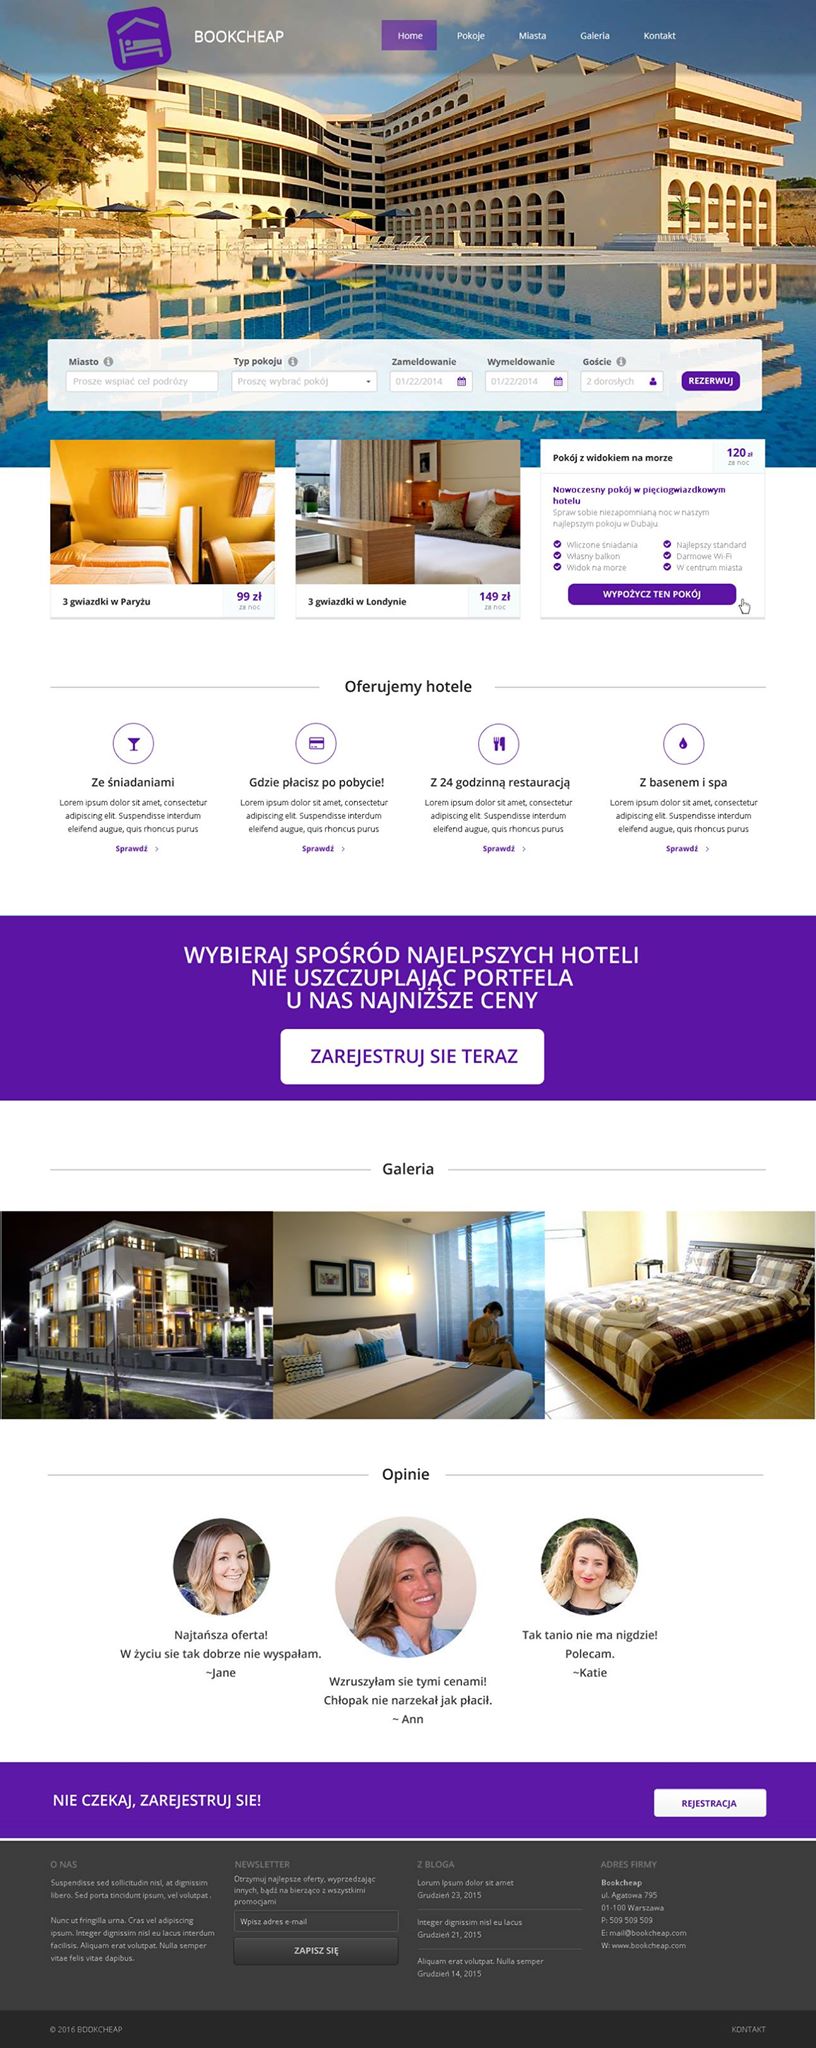 BOOKCHEAP
Home Pokoje Miasta Galeria Kontakt
Miasto Typ pokoju Zameldowanie Wymeldowanie Goście
Prosze wspiać cel podrózy Proszę wybrać pokój 01/22/2014 01/22/2014 2 dorosłych REZERWUJ
3 gwiazdki w Paryżu 99 zł
za noc
3 gwiazdki w Londynie 149 zł
za noc
Pokój z widokiem na morze 120 zł
za noc
Nowoczesny pokój w pięciogwiazdkowym
hotelu
Spraw sobie niezapomnianą noc w naszym
najlepszym pokoju w Dubaju
Wliczone śniadania Najlepszy standard
Własny balkon Darmowe Wi-Fi
Widok na morze W centrum miasta
WYPOŻYCZ TEN POKÓJ
Oferujemy hotele
Ze śniadaniami
Lorem ipsum dolor sit amet, consectetur
adipiscing elit. Suspendisse interdum
eleifend augue, quis rhoncus purus
Sprawdź >
Gdzie płacisz po pobycie!
Lorem ipsum dolor sit amet, consectetur
adipiscing elit. Suspendisse interdum
eleifend augue, quis rhoncus purus
Sprawdź >
Z 24 godzinną restauracją
Lorem ipsum dolor sit amet, consectetur
adipiscing elit. Suspendisse interdum
eleifend augue, quis rhoncus purus
Sprawdź >
Z basenem i spa
Lorem ipsum dolor sit amet, consectetur
adipiscing elit. Suspendisse interdum
eleifend augue, quis rhoncus purus
Sprawdź >
WYBIERAJ SPOŚRÓD NAJELPSZYCH HOTELI
NIE USZCZUPLAJĄC PORTFELA
U NAS NAJNIŻSZE CENY
ZAREJESTRUJ SIE TERAZ
Galeria
Opinie
Najtańsza oferta!
W życiu sie tak dobrze nie wyspałam.
~Jane
Wzruszyłam sie tymi cenami!
Chłopak nie narzekał jak płacił.
~ Ann
Tak tanio nie ma nigdzie!
Polecam.
~Katie
NIE CZEKAJ, ZAREJESTRUJ SIE!
REJESTRACJA
O NAS
Suspendisse sed sollicitudin nisl, at dignissim
libero. Sed porta tincidunt ipsum, vel volutpat .
Nunc ut fringilla urna. Cras vel adipiscing
ipsum. Integer dignissim nisl eu lacus interdum
facilisis. Aliquam erat volutpat. Nulla semper
vitae felis vitae dapibus.
NEWSLETTER
Otrzymuj najlepsze oferty, wyprzedzając
innych, bądź na bierząco z wszystkimi
promocjami
Wpisz adres e-mail
ZAPISZ SIĘ
Z BLOGA
Lorum Ipsum dolor sit amet
Grudzień 23, 2015
Integer dignissim nisl eu lacus
Grudzień 21, 2015
Aliquam erat volutpat. Nulla semper
Grudzień 14, 2015
ADRES FIRMY
Bookcheap
ul. Agatowa 795
01-100 Warszawa
P: 509 509 509
E: mail@bookcheap.com
W: www.bookcheap.com
© 2016 BOOKCHEAP
KONTAKT